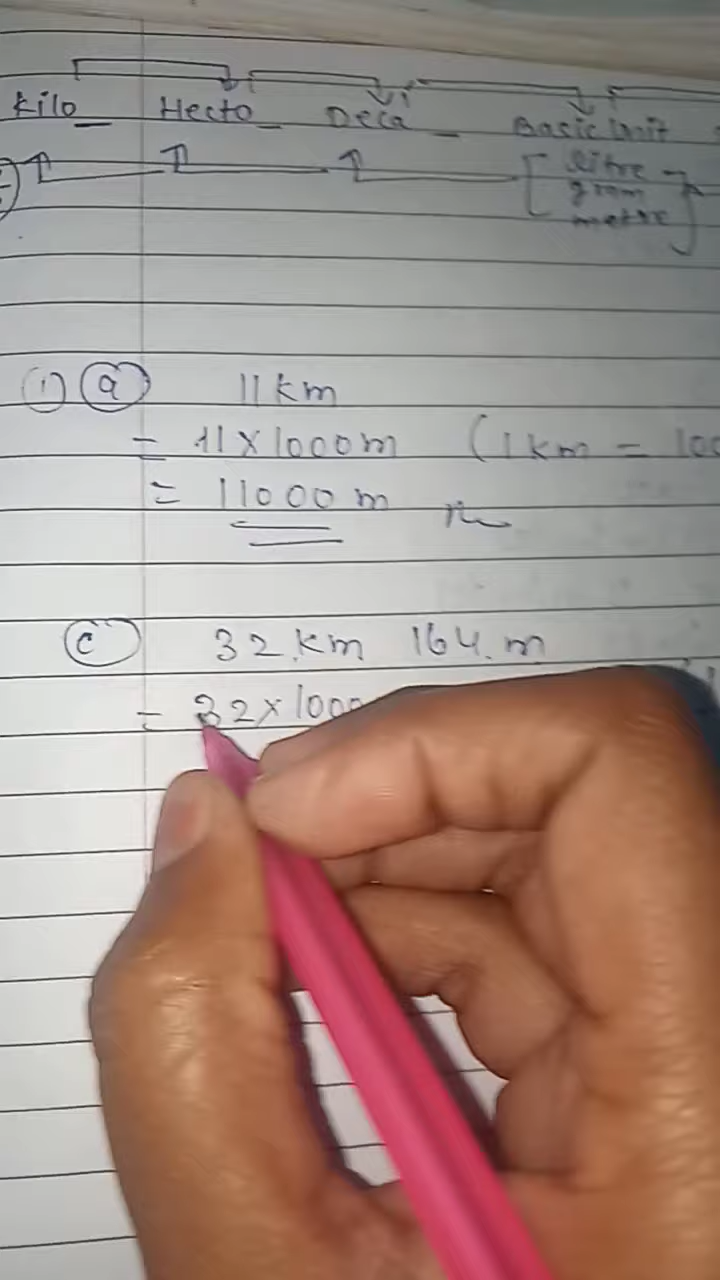 Kilo Hecto Deca Basic Unit
litre
gram
metre
(1) (a) 11 km
= 11 × 1000 m (1 km = 100
= 11000 m
(c) 32 km 164 m
= 32 × 1000